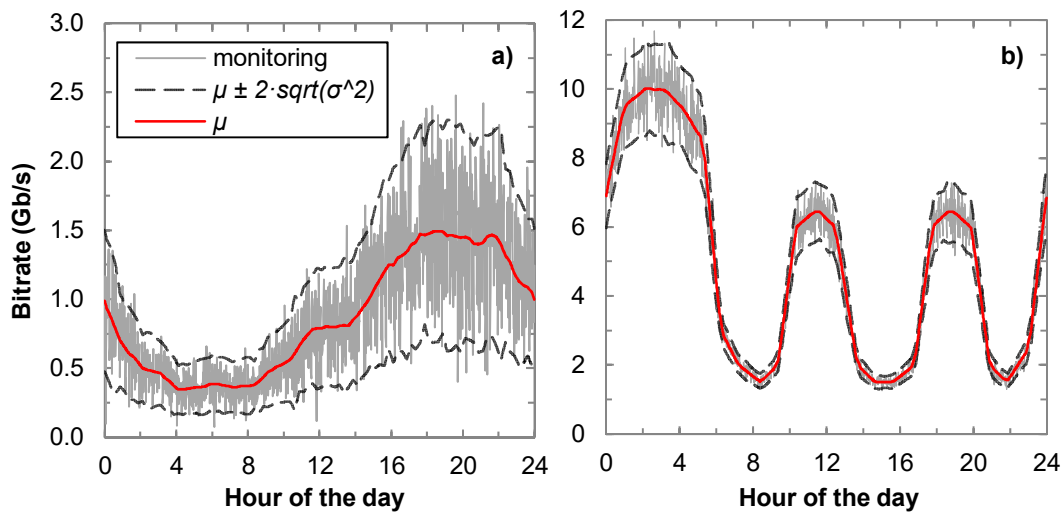 a)
monitoring
μ ± 2·sqrt(σ^2)
μ
Bitrate (Gb/s)
3.0
2.5
2.0
1.5
1.0
0.5
0.0
0 4 8 12 16 20 24
Hour of the day
b)
12
10
8
6
4
2
0
0 4 8 12 16 20 24
Hour of the day